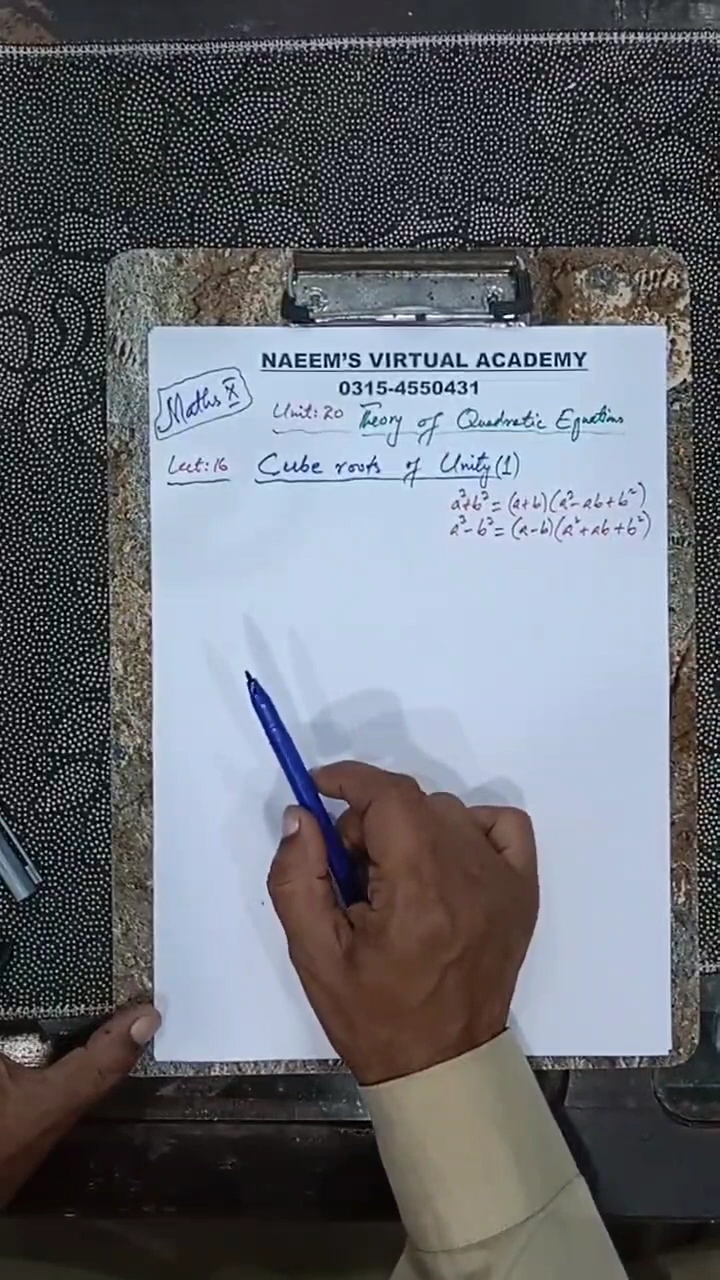 NAEEM'S VIRTUAL ACADEMY
0315-4550431
Maths X
Unit: 20 Theory of Quadratic Equations
Lect: 16 Cube roots of Unity (1)
a³+b³ = (a+b)(a²-ab+b²)
a³-b³ = (a-b)(a²+ab+b²)